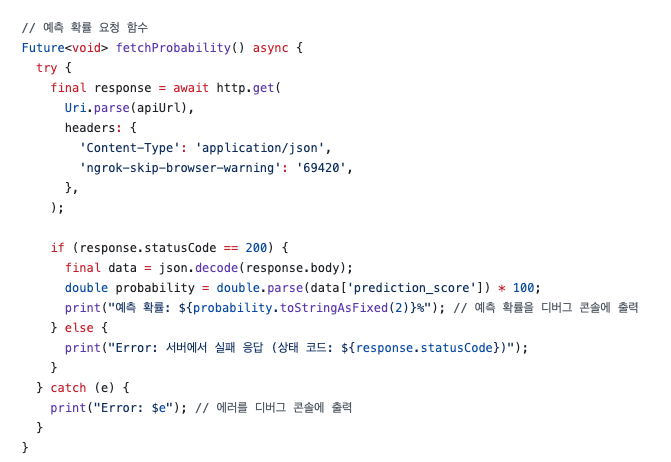 // 예측 확률 요청 함수
Future<void> fetchProbability() async {
  try {
    final response = await http.get(
      Uri.parse(apiUrl),
      headers: {
        'Content-Type': 'application/json',
        'ngrok-skip-browser-warning': '69420',
      },
    );

    if (response.statusCode == 200) {
      final data = json.decode(response.body);
      double probability = double.parse(data['prediction_score']) * 100;
      print("예측 확률: ${probability.toStringAsFixed(2)}%"); // 예측 확률을 디버그 콘솔에 출력
    } else {
      print("Error: 서버에서 실패 응답 (상태 코드: ${response.statusCode})");
    }
  } catch (e) {
    print("Error: $e"); // 에러를 디버그 콘솔에 출력
  }
}